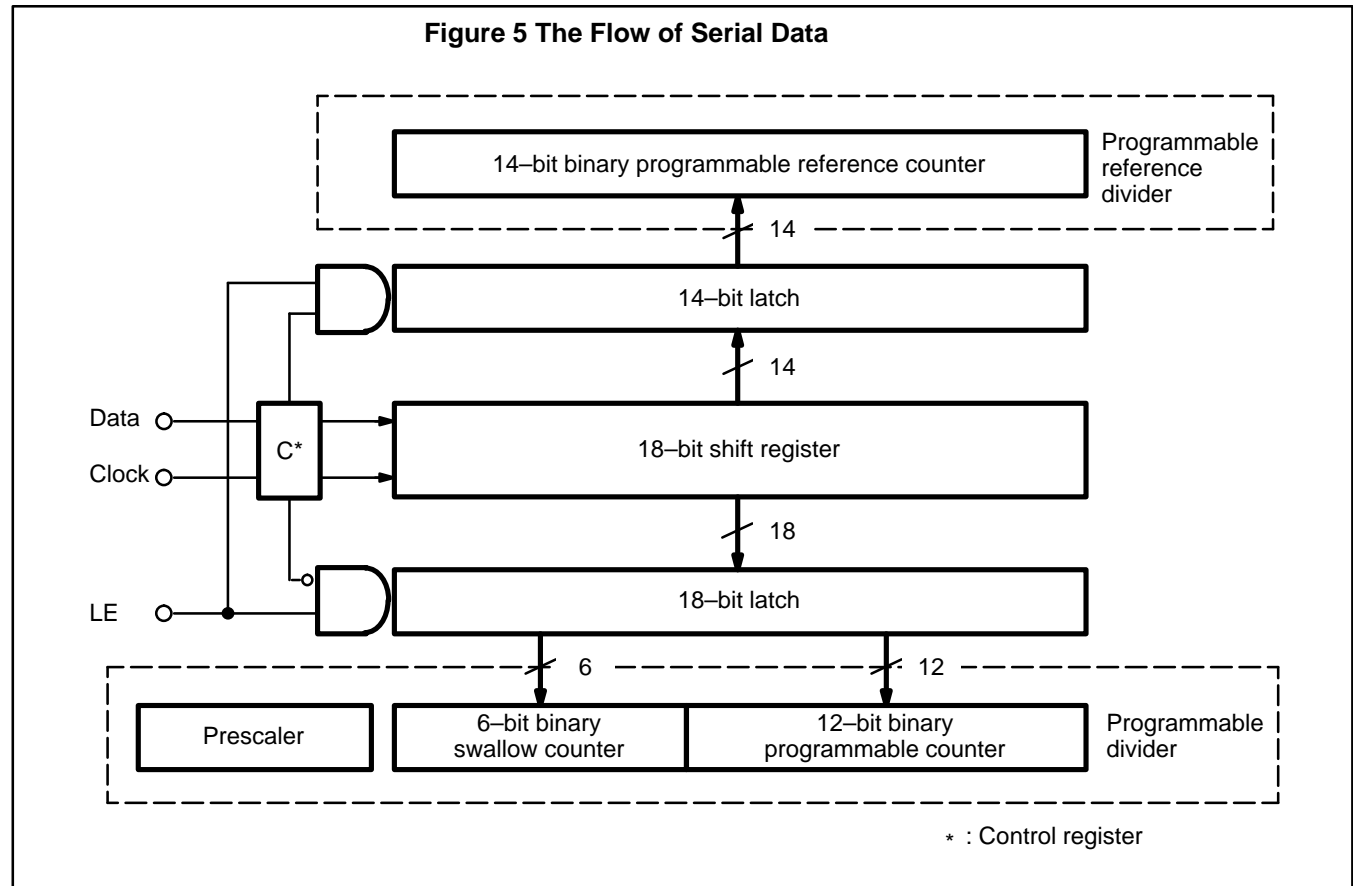 Figure 5 The Flow of Serial Data
14–bit binary programmable reference counter
Programmable
reference
divider
14
14–bit latch
14
Data
Clock
C*
18–bit shift register
18
LE
18–bit latch
6
12
Prescaler
6–bit binary
swallow counter
12–bit binary
programmable counter
Programmable
divider
* : Control register